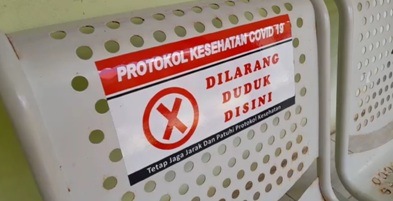 PROTOKOL KESEHATAN COVID 19
DILARANG
DUDUK
DISINI
Tetap Jaga Jarak Dan Patuhi Protokol Kesehatan